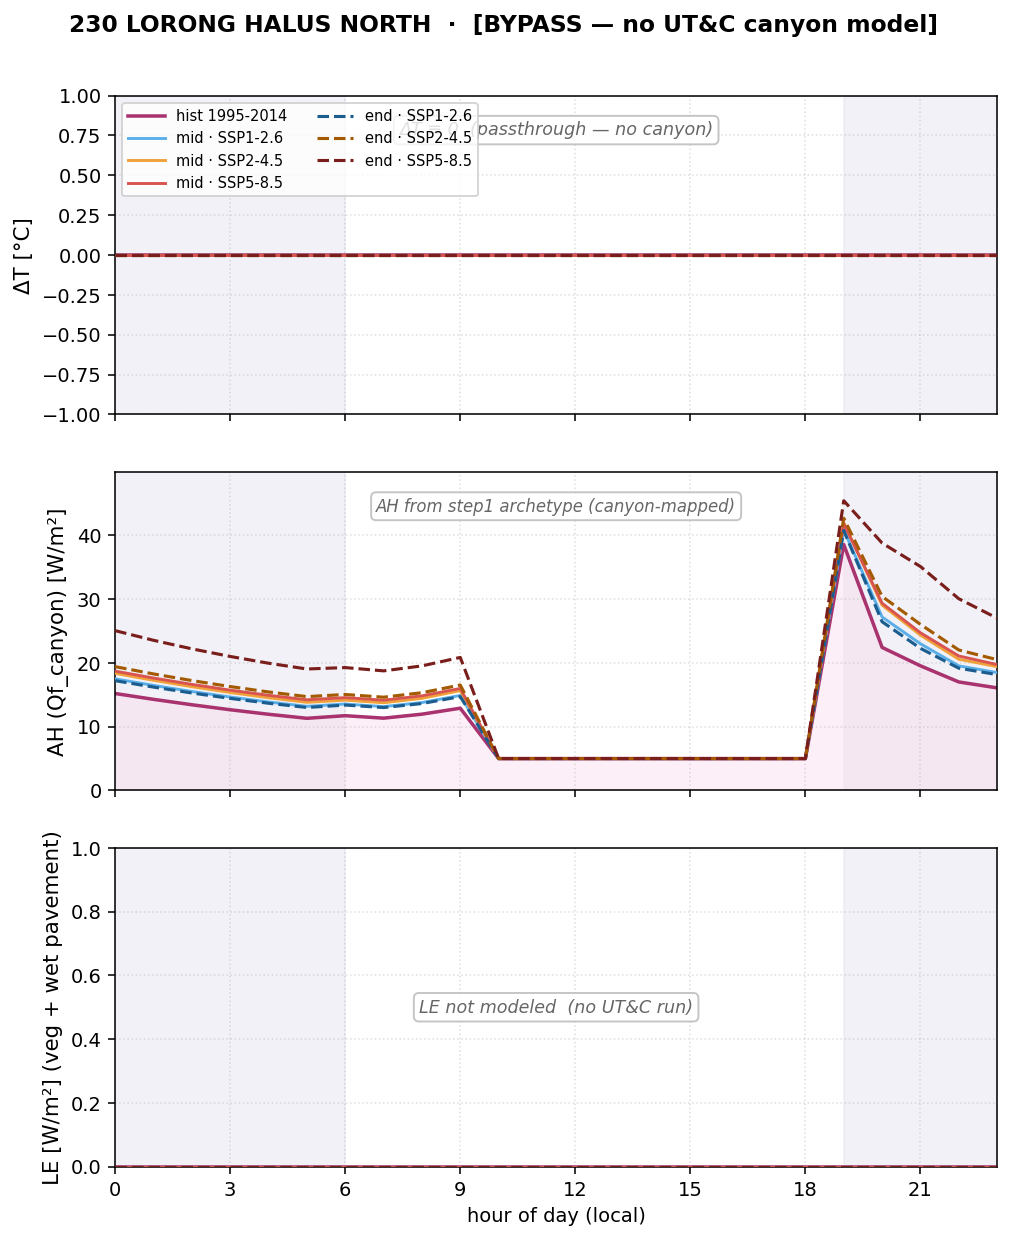 230 LORONG HALUS NORTH · [BYPASS — no UT&C canyon model]
hist 1995-2014
mid · SSP1-2.6
mid · SSP2-4.5
mid · SSP5-8.5
end · SSP1-2.6
end · SSP2-4.5
end · SSP5-8.5
(passthrough — no canyon)
ΔT [°C]
1.00
0.75
0.50
0.25
0.00
−0.25
−0.50
−0.75
−1.00
AH from step1 archetype (canyon-mapped)
AH (Qf_canyon) [W/m²]
40
30
20
10
0
LE not modeled (no UT&C run)
LE [W/m²] (veg + wet pavement)
1.0
0.8
0.6
0.4
0.2
0.0
0 3 6 9 12 15 18 21
hour of day (local)